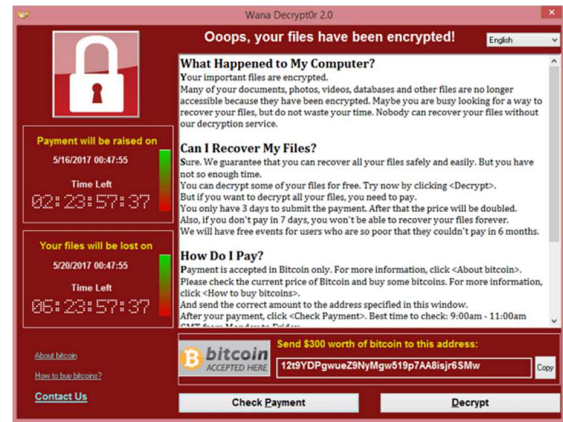 Wana Decrypt0r 2.0
Ooops, your files have been encrypted!
English
What Happened to My Computer?
Your important files are encrypted.
Many of your documents, photos, videos, databases and other files are no longer
accessible because they have been encrypted. Maybe you are busy looking for a way to
recover your files, but do not waste your time. Nobody can recover your files without
our decryption service.
Can I Recover My Files?
Sure. We guarantee that you can recover all your files safely and easily. But you have
not so enough time.
You can decrypt some of your files for free. Try now by clicking <Decrypt>.
But if you want to decrypt all your files, you need to pay.
You only have 3 days to submit the payment. After that the price will be doubled.
Also, if you don't pay in 7 days, you won't be able to recover your files forever.
We will have free events for users who are so poor that they couldn't pay in 6 months.
How Do I Pay?
Payment is accepted in Bitcoin only. For more information, click <About bitcoin>.
Please check the current price of Bitcoin and buy some bitcoins. For more information,
click <How to buy bitcoins>.
And send the correct amount to the address specified in this window.
After your payment, click <Check Payment>. Best time to check: 9:00am - 11:00am
GMT from Monday to Friday
Payment will be raised on
5/16/2017 00:47:55
Time Left
02:23:57:37
Your files will be lost on
5/20/2017 00:47:55
Time Left
06:23:57:37
About bitcoin
How to buy bitcoins?
Contact Us
bitcoin
ACCEPTED HERE
Send $300 worth of bitcoin to this address:
12t9YDPgwueZ9NyMgw519p7AA8isjr6SMw
Copy
Check Payment
Decrypt